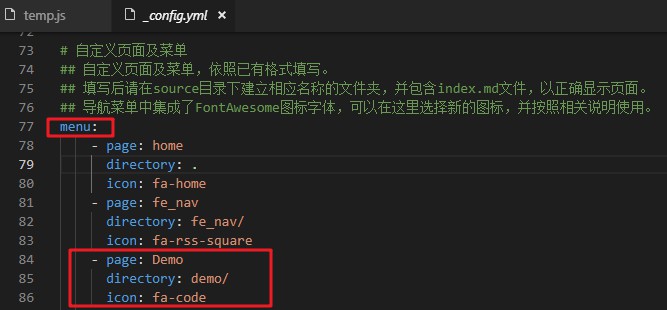 temp.js
_config.yml
72
73 # 自定义页面及菜单
74 ## 自定义页面及菜单，依照已有格式填写。
75 ## 填写后请在source目录下建立相应名称的文件夹，并包含index.md文件，以正确显示页面。
76 ## 导航菜单中集成了FontAwesome图标字体，可以在这里选择新的图标，并按照相关说明使用。
77 menu:
78 - page: home
79 directory: .
80 icon: fa-home
81 - page: fe_nav
82 directory: fe_nav/
83 icon: fa-rss-square
84 - page: Demo
85 directory: demo/
86 icon: fa-code